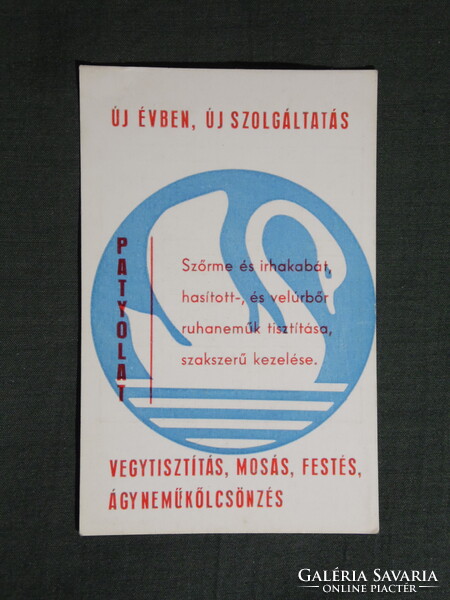 ÚJ ÉVBEN, ÚJ SZOLGÁLTATÁS
PATYOLAT
Szőrme és irhakabát,
hasított-, és velúrbőr
ruhaneműk tisztítása,
szakszerű kezelése.
VEGYTISZTÍTÁS, MOSÁS, FESTÉS,
ÁGYNEMŰKÖLCSÖNZÉS
GALÉRIA SAVARIA
ONLINE PIACTÉR